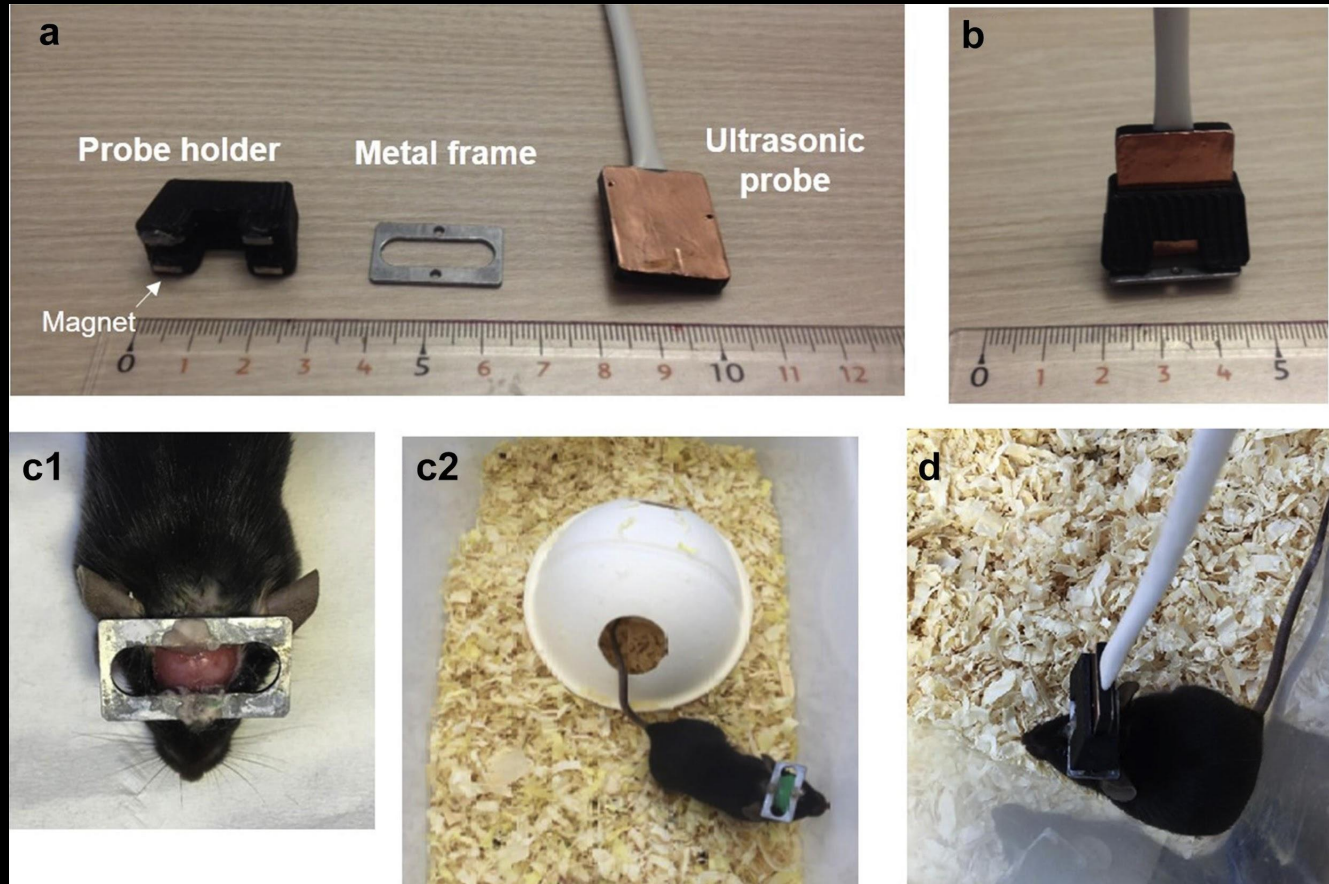 a
Probe holder
Metal frame
Ultrasonic
probe
Magnet
0 1 2 3 4 5 6 7 8 9 10 11 12
b
0 1 2 3 4 5
c1
c2
d